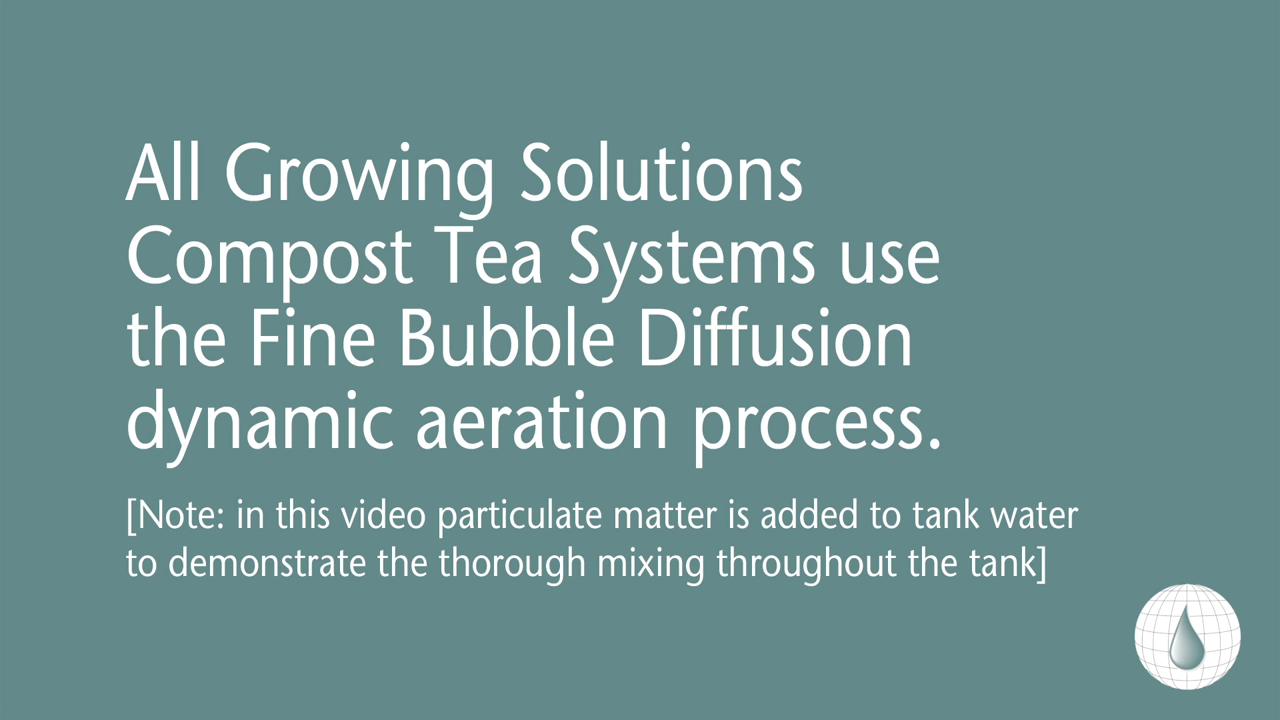 All Growing Solutions
Compost Tea Systems use
the Fine Bubble Diffusion
dynamic aeration process.
[Note: in this video particulate matter is added to tank water
to demonstrate the thorough mixing throughout the tank]